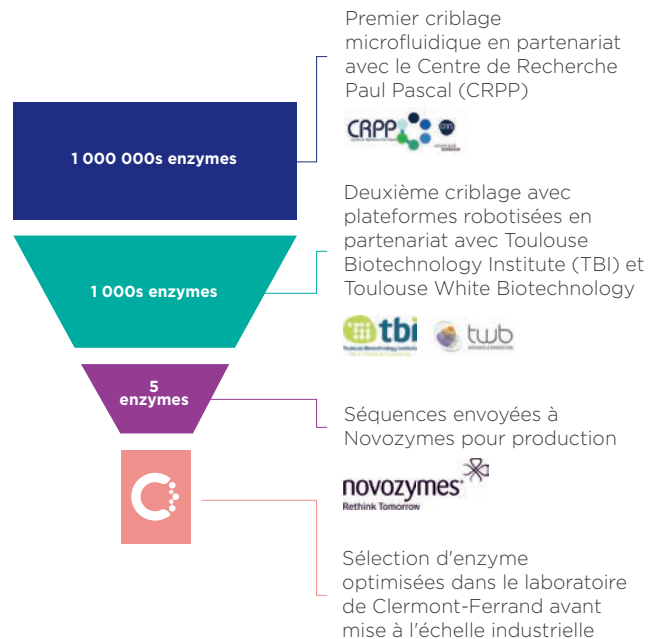 Premier criblage
microfluidique en partenariat
avec le Centre de Recherche
Paul Pascal (CRPP)
CRPP
1 000 000s enzymes
Deuxième criblage avec
plateformes robotisées en
partenariat avec Toulouse
Biotechnology Institute (TBI) et
Toulouse White Biotechnology
1 000s enzymes
tbi
twb
5
enzymes
Séquences envoyées à
Novozymes pour production
novozymes
Rethink Tomorrow
Sélection d'enzyme
optimisées dans le laboratoire
de Clermont-Ferrand avant
mise à l'échelle industrielle